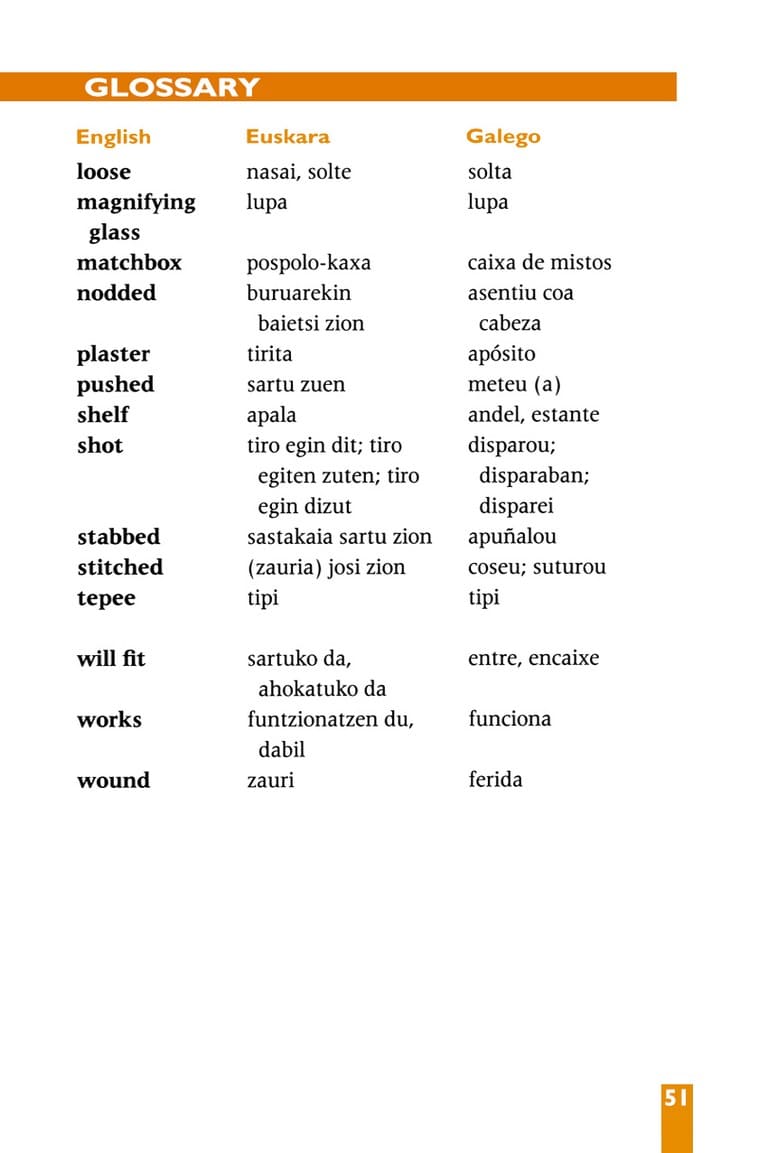 GLOSSARY
English Euskara Galego
loose nasai, solte solta
magnifying lupa lupa
glass
matchbox pospolo-kaxa caixa de mistos
nodded buruarekin asentiu coa
baietsi zion cabeza
plaster tirita apósito
pushed sartu zuen meteu (a)
shelf apala andel, estante
shot tiro egin dit; tiro disparou;
egiten zuten; tiro disparaban;
egin dizut disparei
stabbed sastakaia sartu zion apuñalou
stitched (zauria) josi zion coseu; suturou
tepee tipi tipi
will fit sartuko da, entre, encaixe
ahokatuko da
works funtzionatzen du, funciona
dabil
wound zauri ferida
51